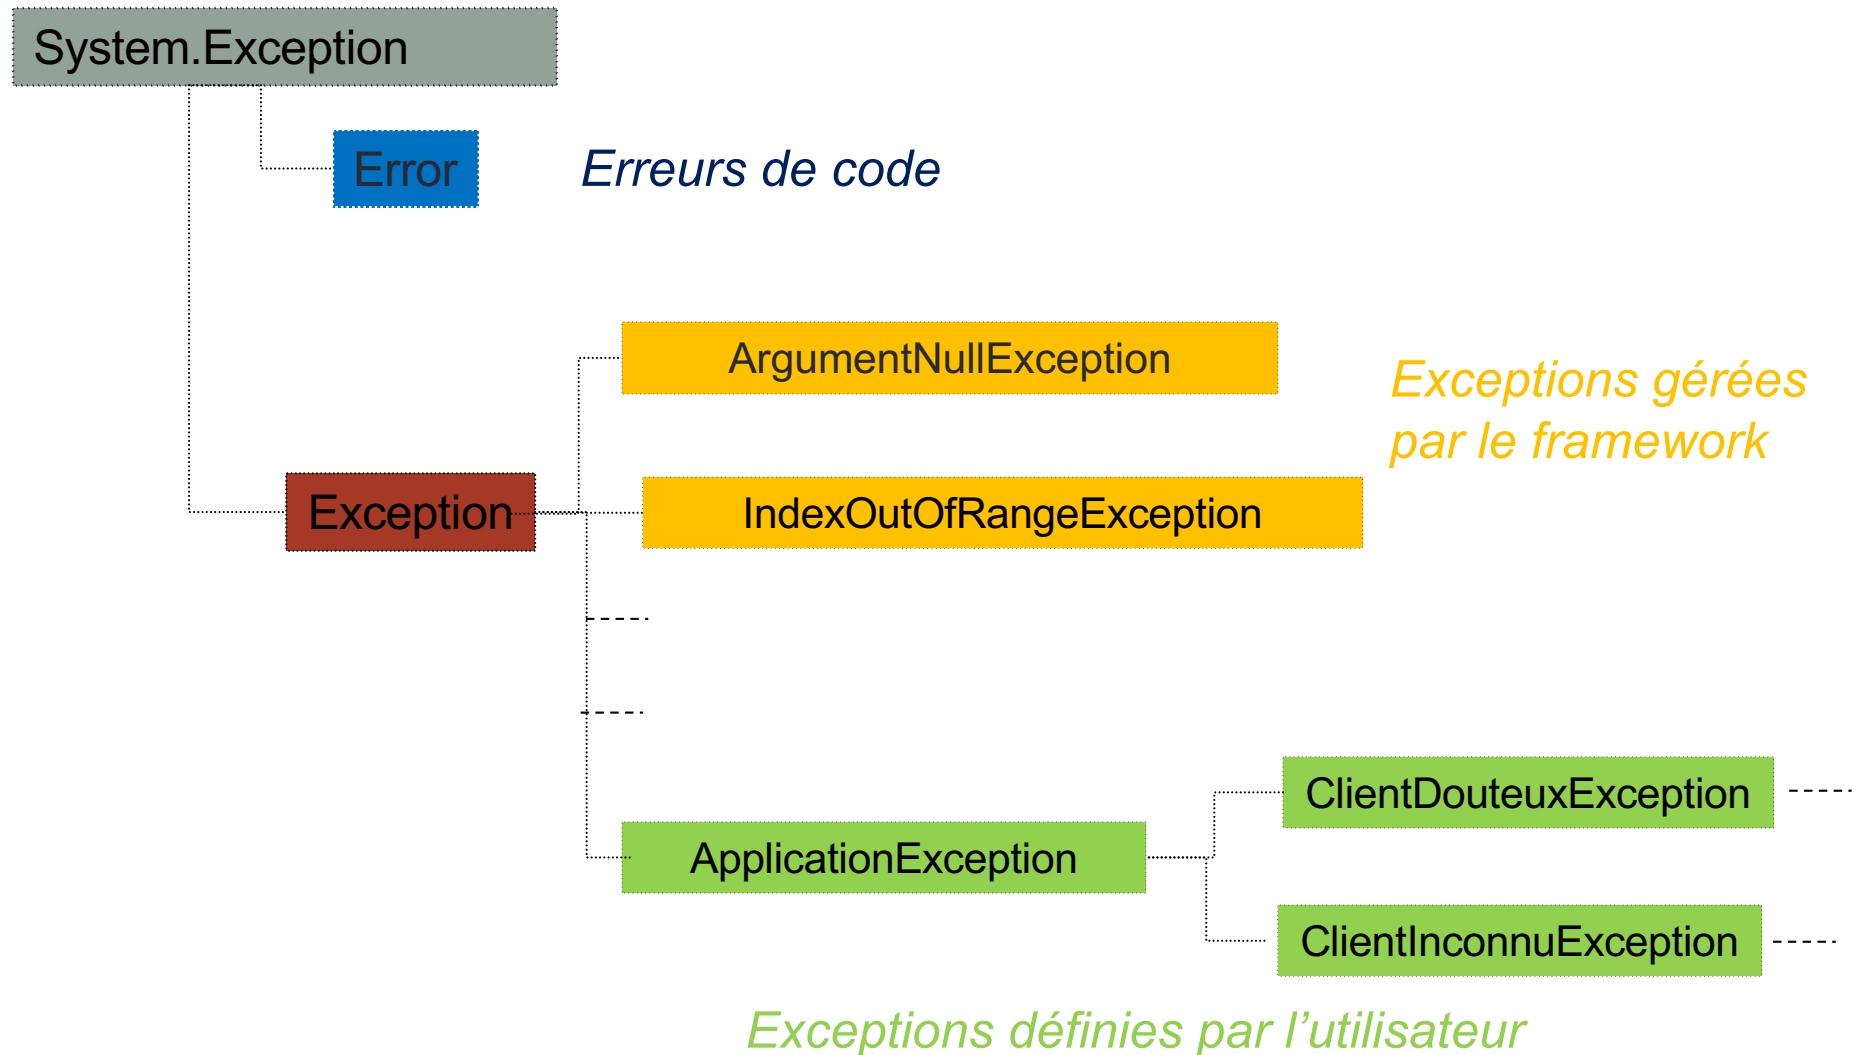 System.Exception
Error
Erreurs de code
ArgumentNullException
Exceptions gérées
par le framework
Exception
IndexOutOfRangeException
ClientDouteuxException
ApplicationException
ClientInconnuException
Exceptions définies par l’utilisateur